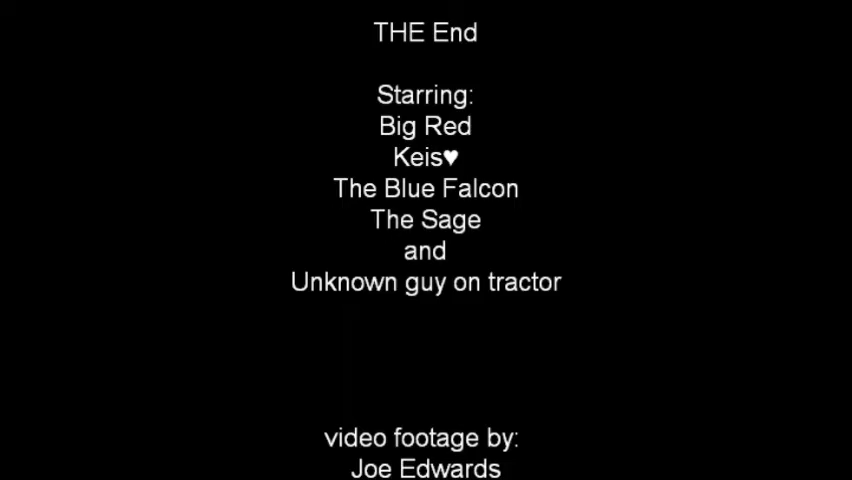 THE End
Starring:
Big Red
Keis♥
The Blue Falcon
The Sage
and
Unknown guy on tractor
video footage by:
Joe Edwards